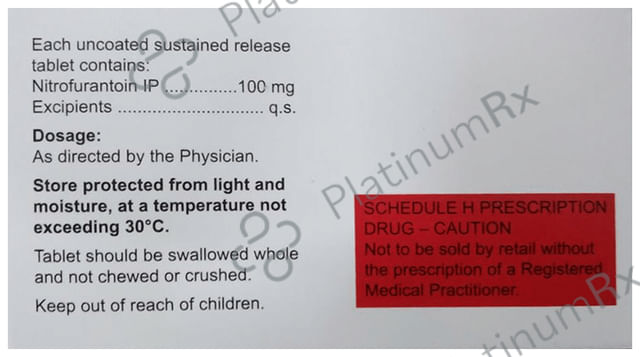 Each uncoated sustained release
tablet contains:
Nitrofurantoin IP ..............100 mg
Excipients ............................ q.s.
Dosage:
As directed by the Physician.
Store protected from light and
moisture, at a temperature not
exceeding 30°C.
Tablet should be swallowed whole
and not chewed or crushed.
Keep out of reach of children.
SCHEDULE H PRESCRIPTION
DRUG – CAUTION
Not to be sold by retail without
the prescription of a Registered
Medical Practitioner.
PlatinumRx